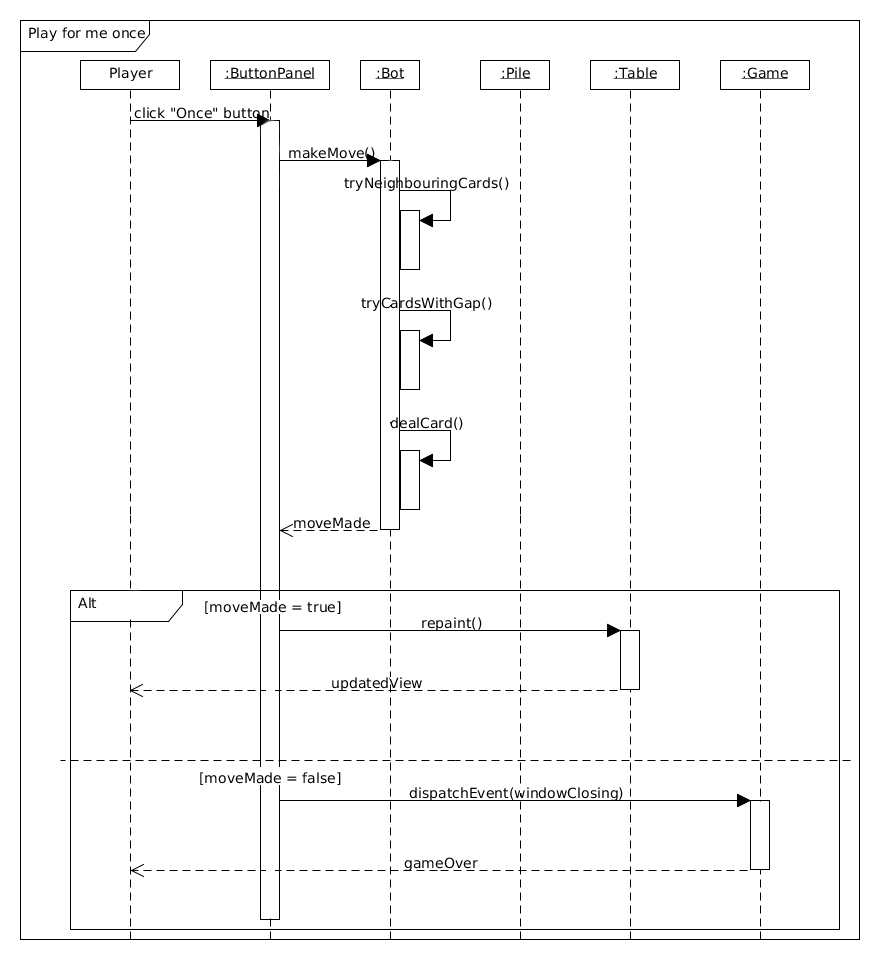 Play for me once
Player
:ButtonPanel
:Bot
:Pile
:Table
:Game
click "Once" button
makeMove()
tryNeighbouringCards()
tryCardsWithGap()
dealCard()
moveMade
Alt
[moveMade = true]
repaint()
updatedView
[moveMade = false]
dispatchEvent(windowClosing)
gameOver